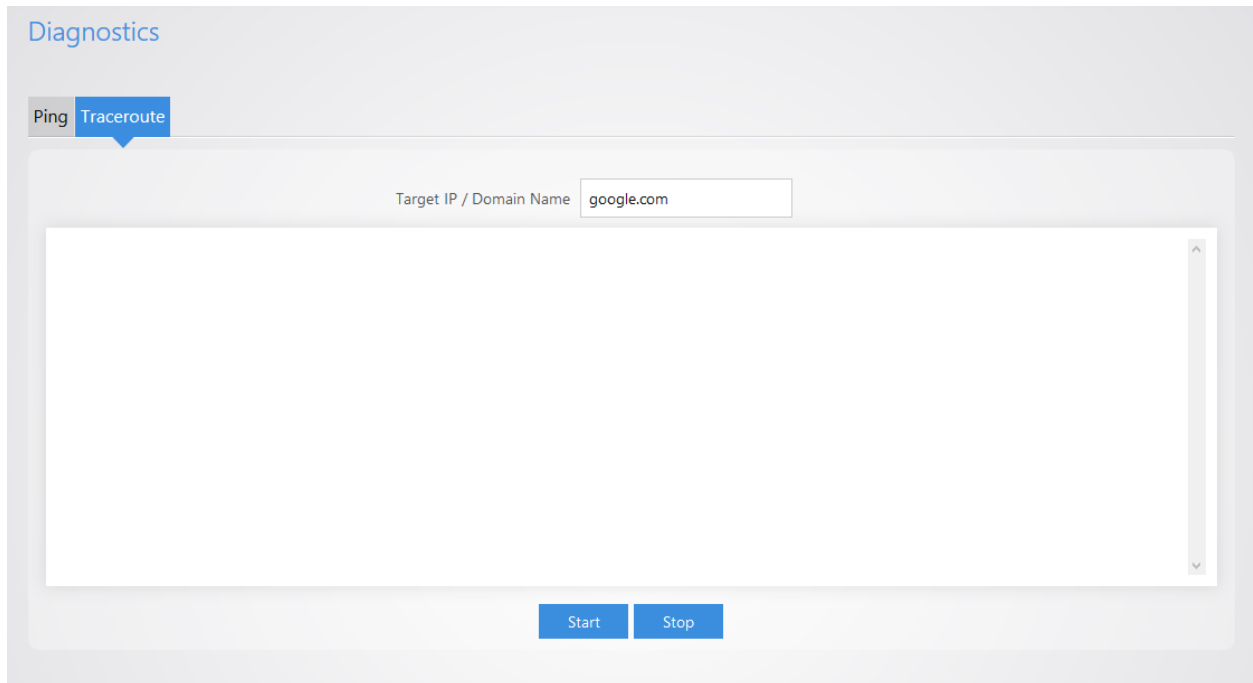 Diagnostics
Ping Traceroute
Target IP / Domain Name google.com
Start Stop